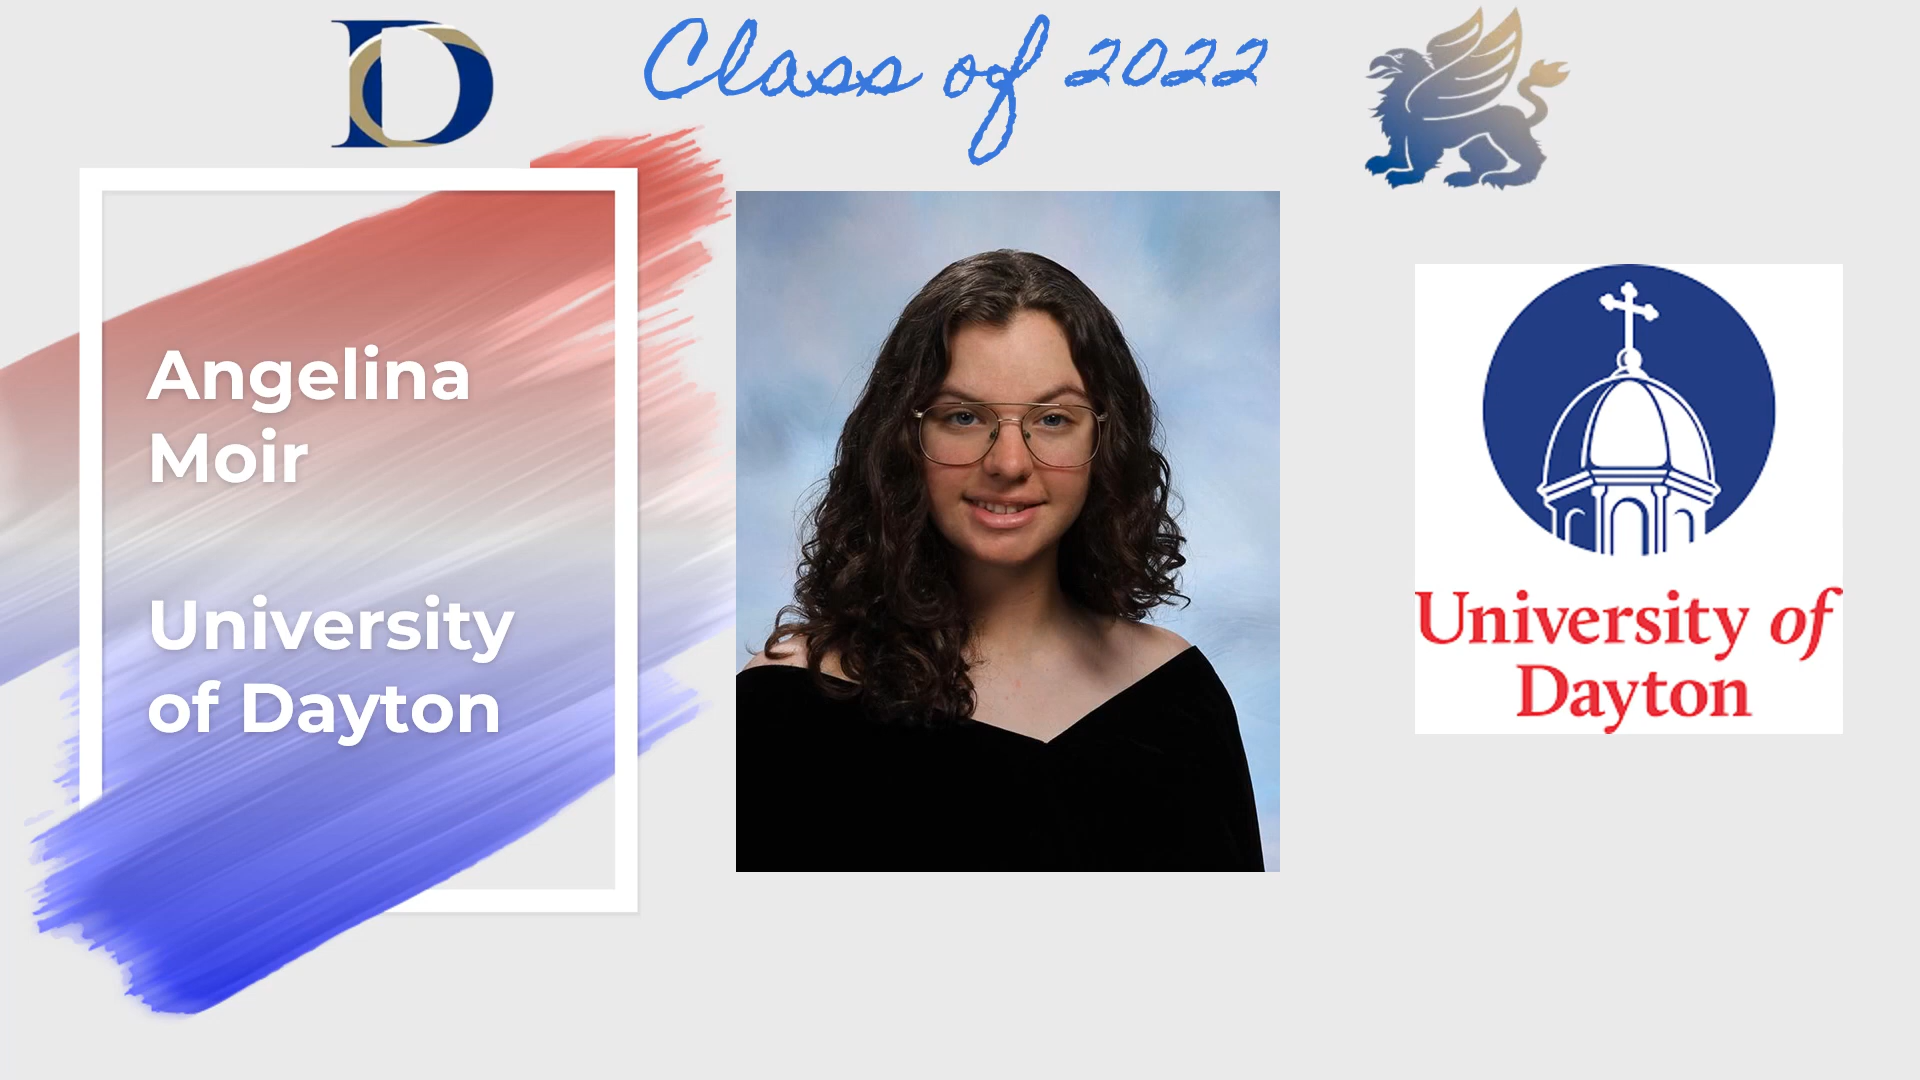 Class of 2022
Angelina
Moir
University
of Dayton
University of
Dayton